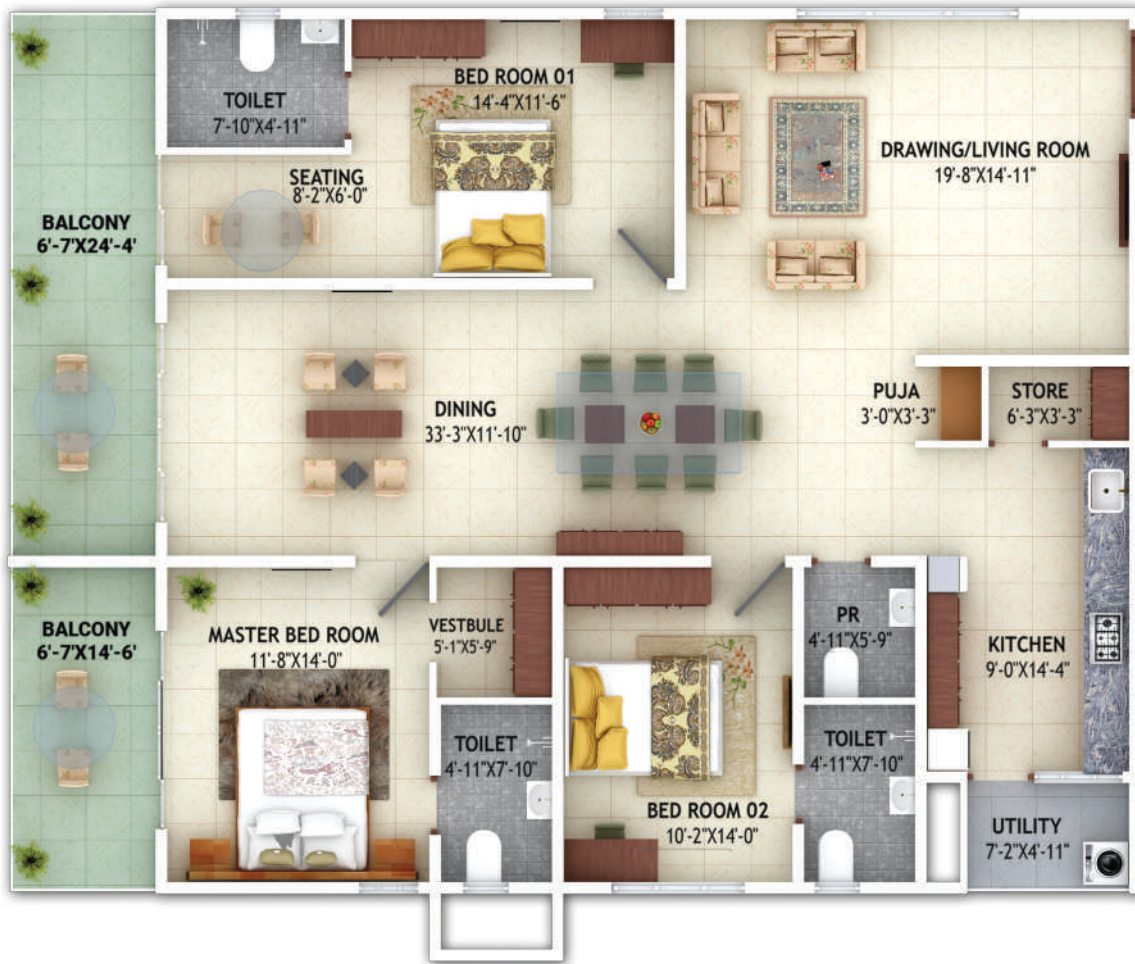 BED ROOM 01
14'-4"X11'-6"
TOILET
7'-10"X4'-11"
DRAWING/LIVING ROOM
19'-8"X14'-11"
SEATING
8'-2"X6'-0"
BALCONY
6'-7'X24'-4'
PUJA
3'-0"X3'-3"
STORE
6'-3"X3'-3"
DINING
33'-3"X11'-10"
BALCONY
6'-7'X14'-6'
MASTER BED ROOM
11'-8"X14'-0"
VESTBULE
5'-1"X5'-9"
PR
4'-11"X5'-9"
KITCHEN
9'-0"X14'-4"
TOILET
4'-11"X7'-10"
TOILET
4'-11"X7'-10"
BED ROOM 02
10'-2"X14'-0"
UTILITY
7'-2"X4'-11"